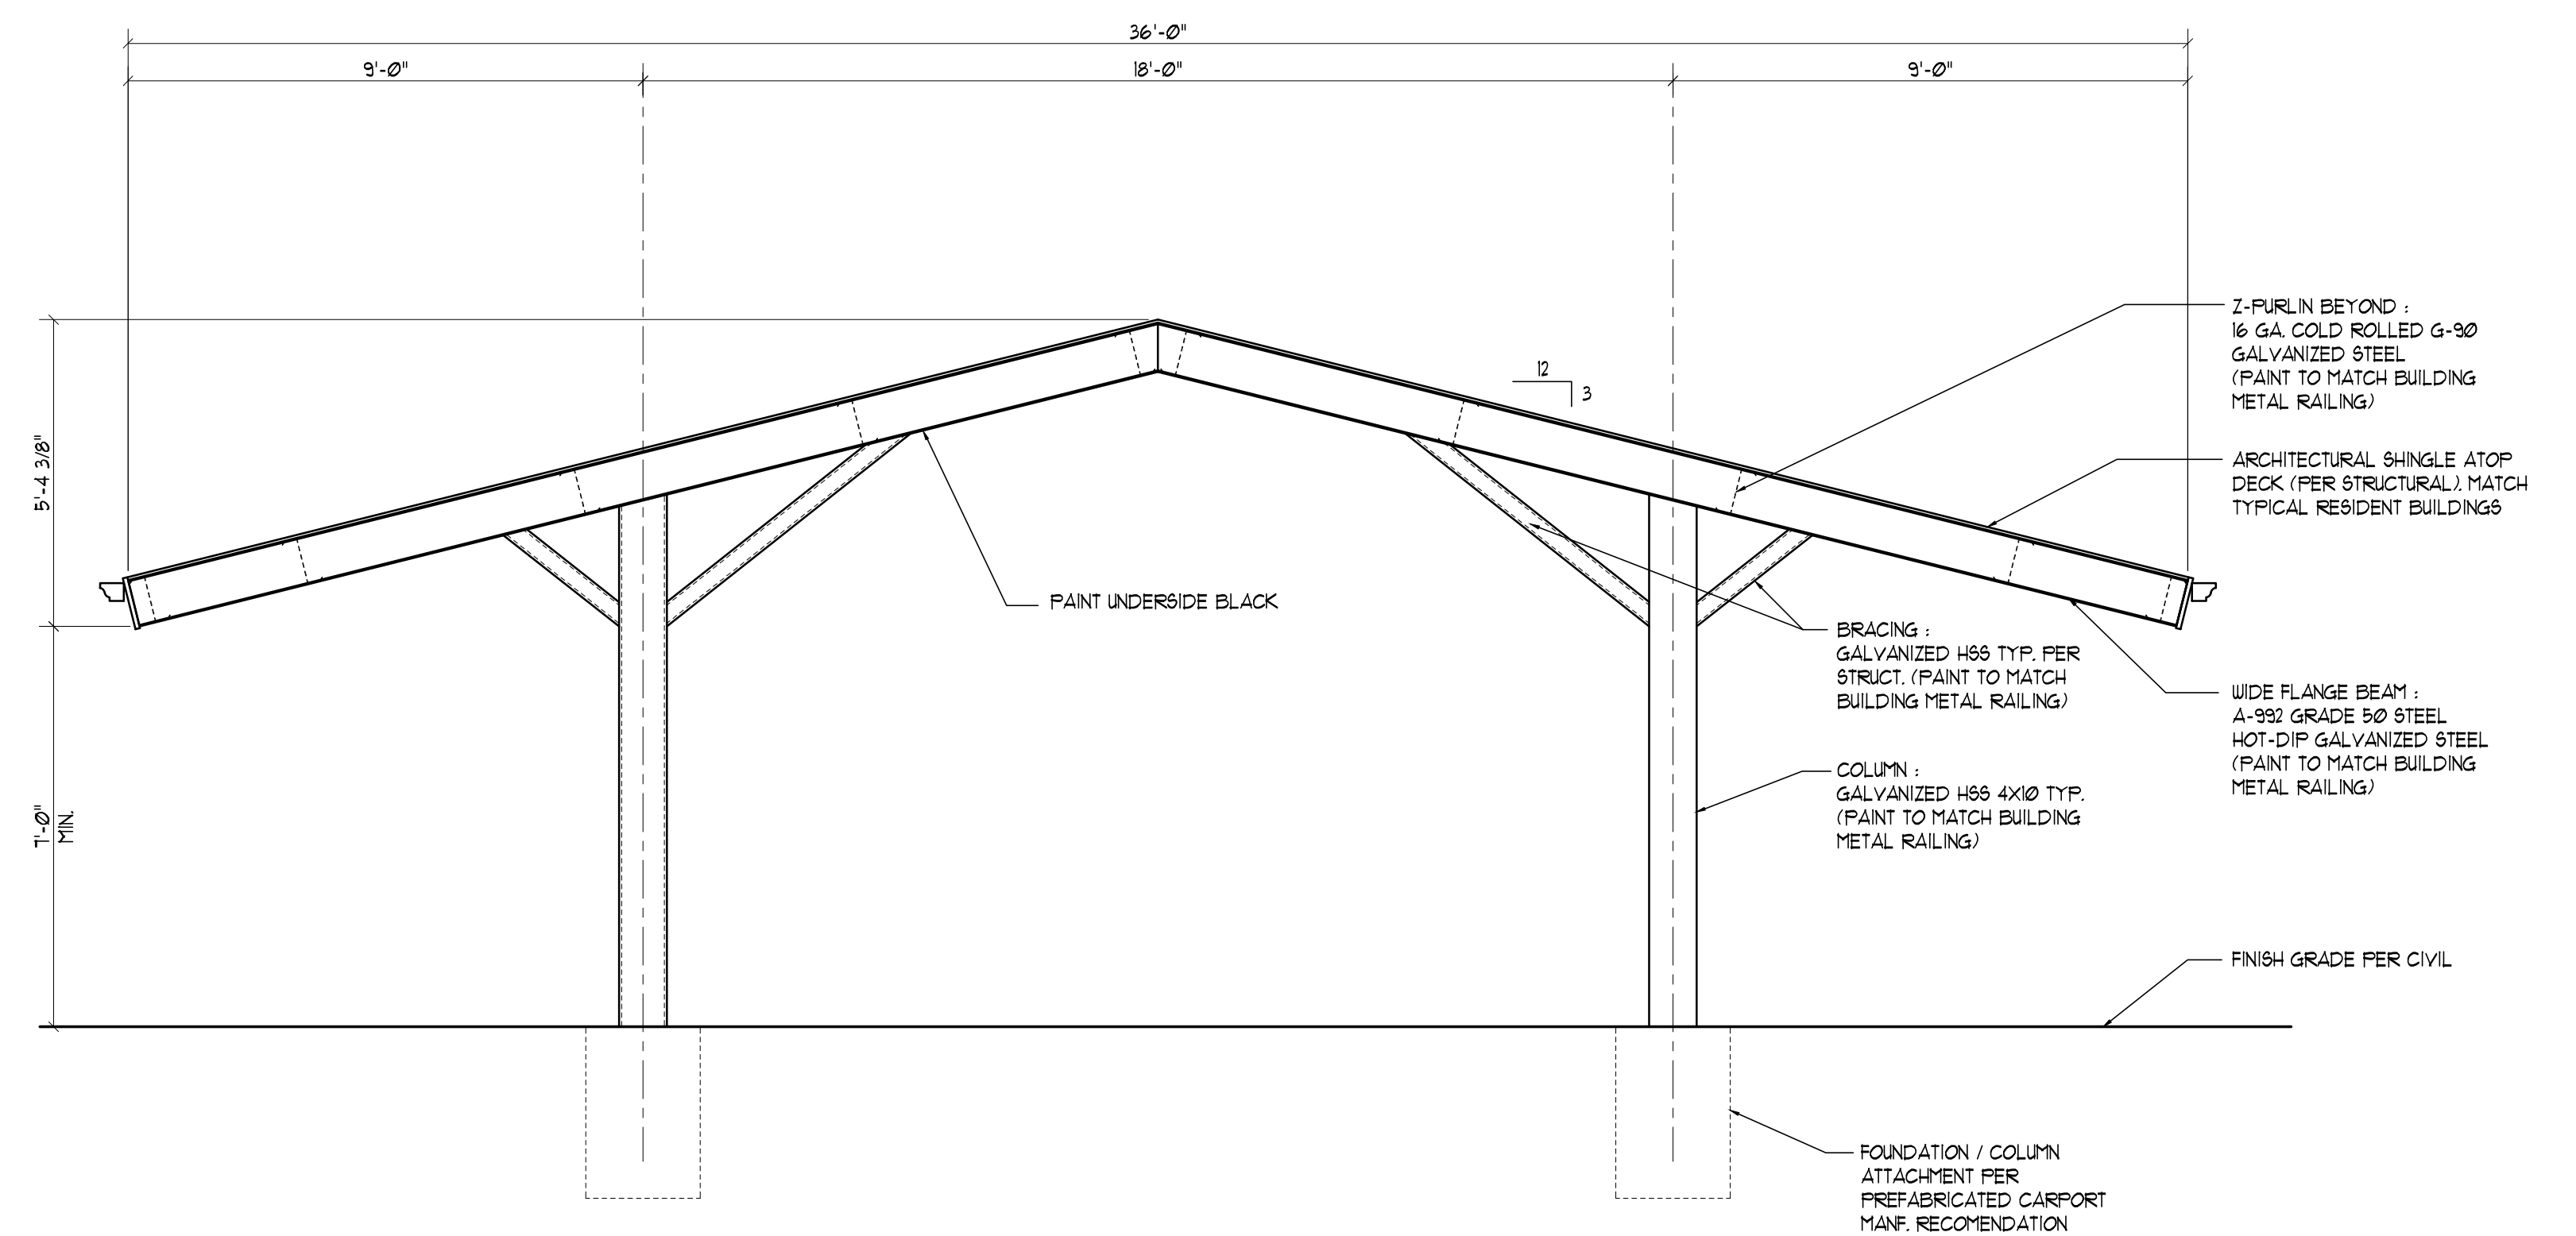 36'-0"
9'-0"
18'-0"
9'-0"
12
3
5'-4 3/8"
7'-0"
MIN.
Z-PURLIN BEYOND :
16 GA. COLD ROLLED G-90
GALVANIZED STEEL
(PAINT TO MATCH BUILDING
METAL RAILING)
ARCHITECTURAL SHINGLE ATOP
DECK (PER STRUCTURAL). MATCH
TYPICAL RESIDENT BUILDINGS
PAINT UNDERSIDE BLACK
BRACING :
GALVANIZED HSS TYP. PER
STRUCT. (PAINT TO MATCH
BUILDING METAL RAILING)
WIDE FLANGE BEAM :
A-992 GRADE 50 STEEL
HOT-DIP GALVANIZED STEEL
(PAINT TO MATCH BUILDING
METAL RAILING)
COLUMN :
GALVANIZED HSS 4X10 TYP.
(PAINT TO MATCH BUILDING
METAL RAILING)
FINISH GRADE PER CIVIL
FOUNDATION / COLUMN
ATTACHMENT PER
PREFABRICATED CARPORT
MANF. RECOMENDATION